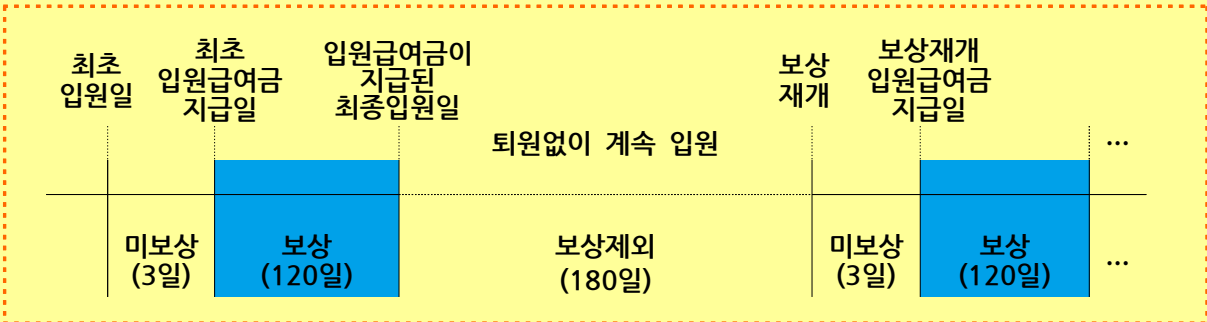 최초
입원일
최초
입원급여금
지급일
입원급여금이
지급된
최종입원일
퇴원없이 계속 입원
보상
재개
보상재개
입원급여금
지급일
...
미보상
(3일)
보상
(120일)
보상제외
(180일)
미보상
(3일)
보상
(120일)
...